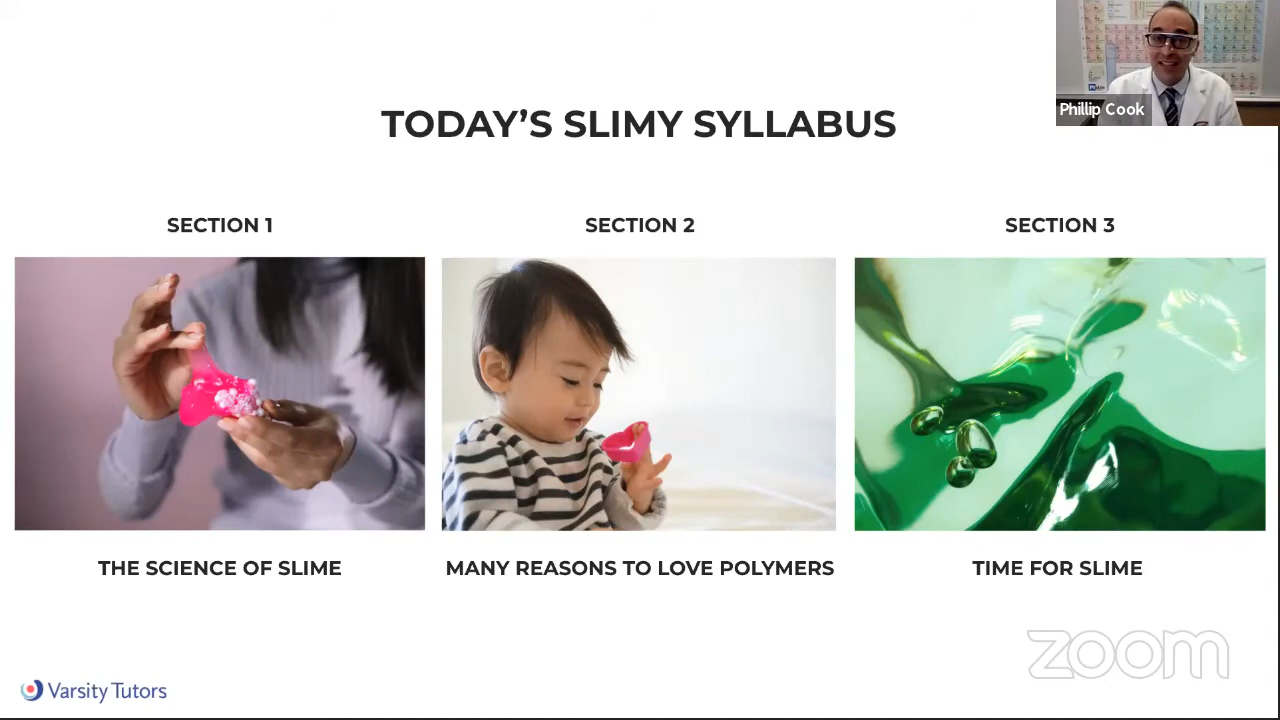 Phillip Cook
TODAY'S SLIMY SYLLABUS
SECTION 1
SECTION 2
SECTION 3
THE SCIENCE OF SLIME
MANY REASONS TO LOVE POLYMERS
TIME FOR SLIME
zoom
Varsity Tutors